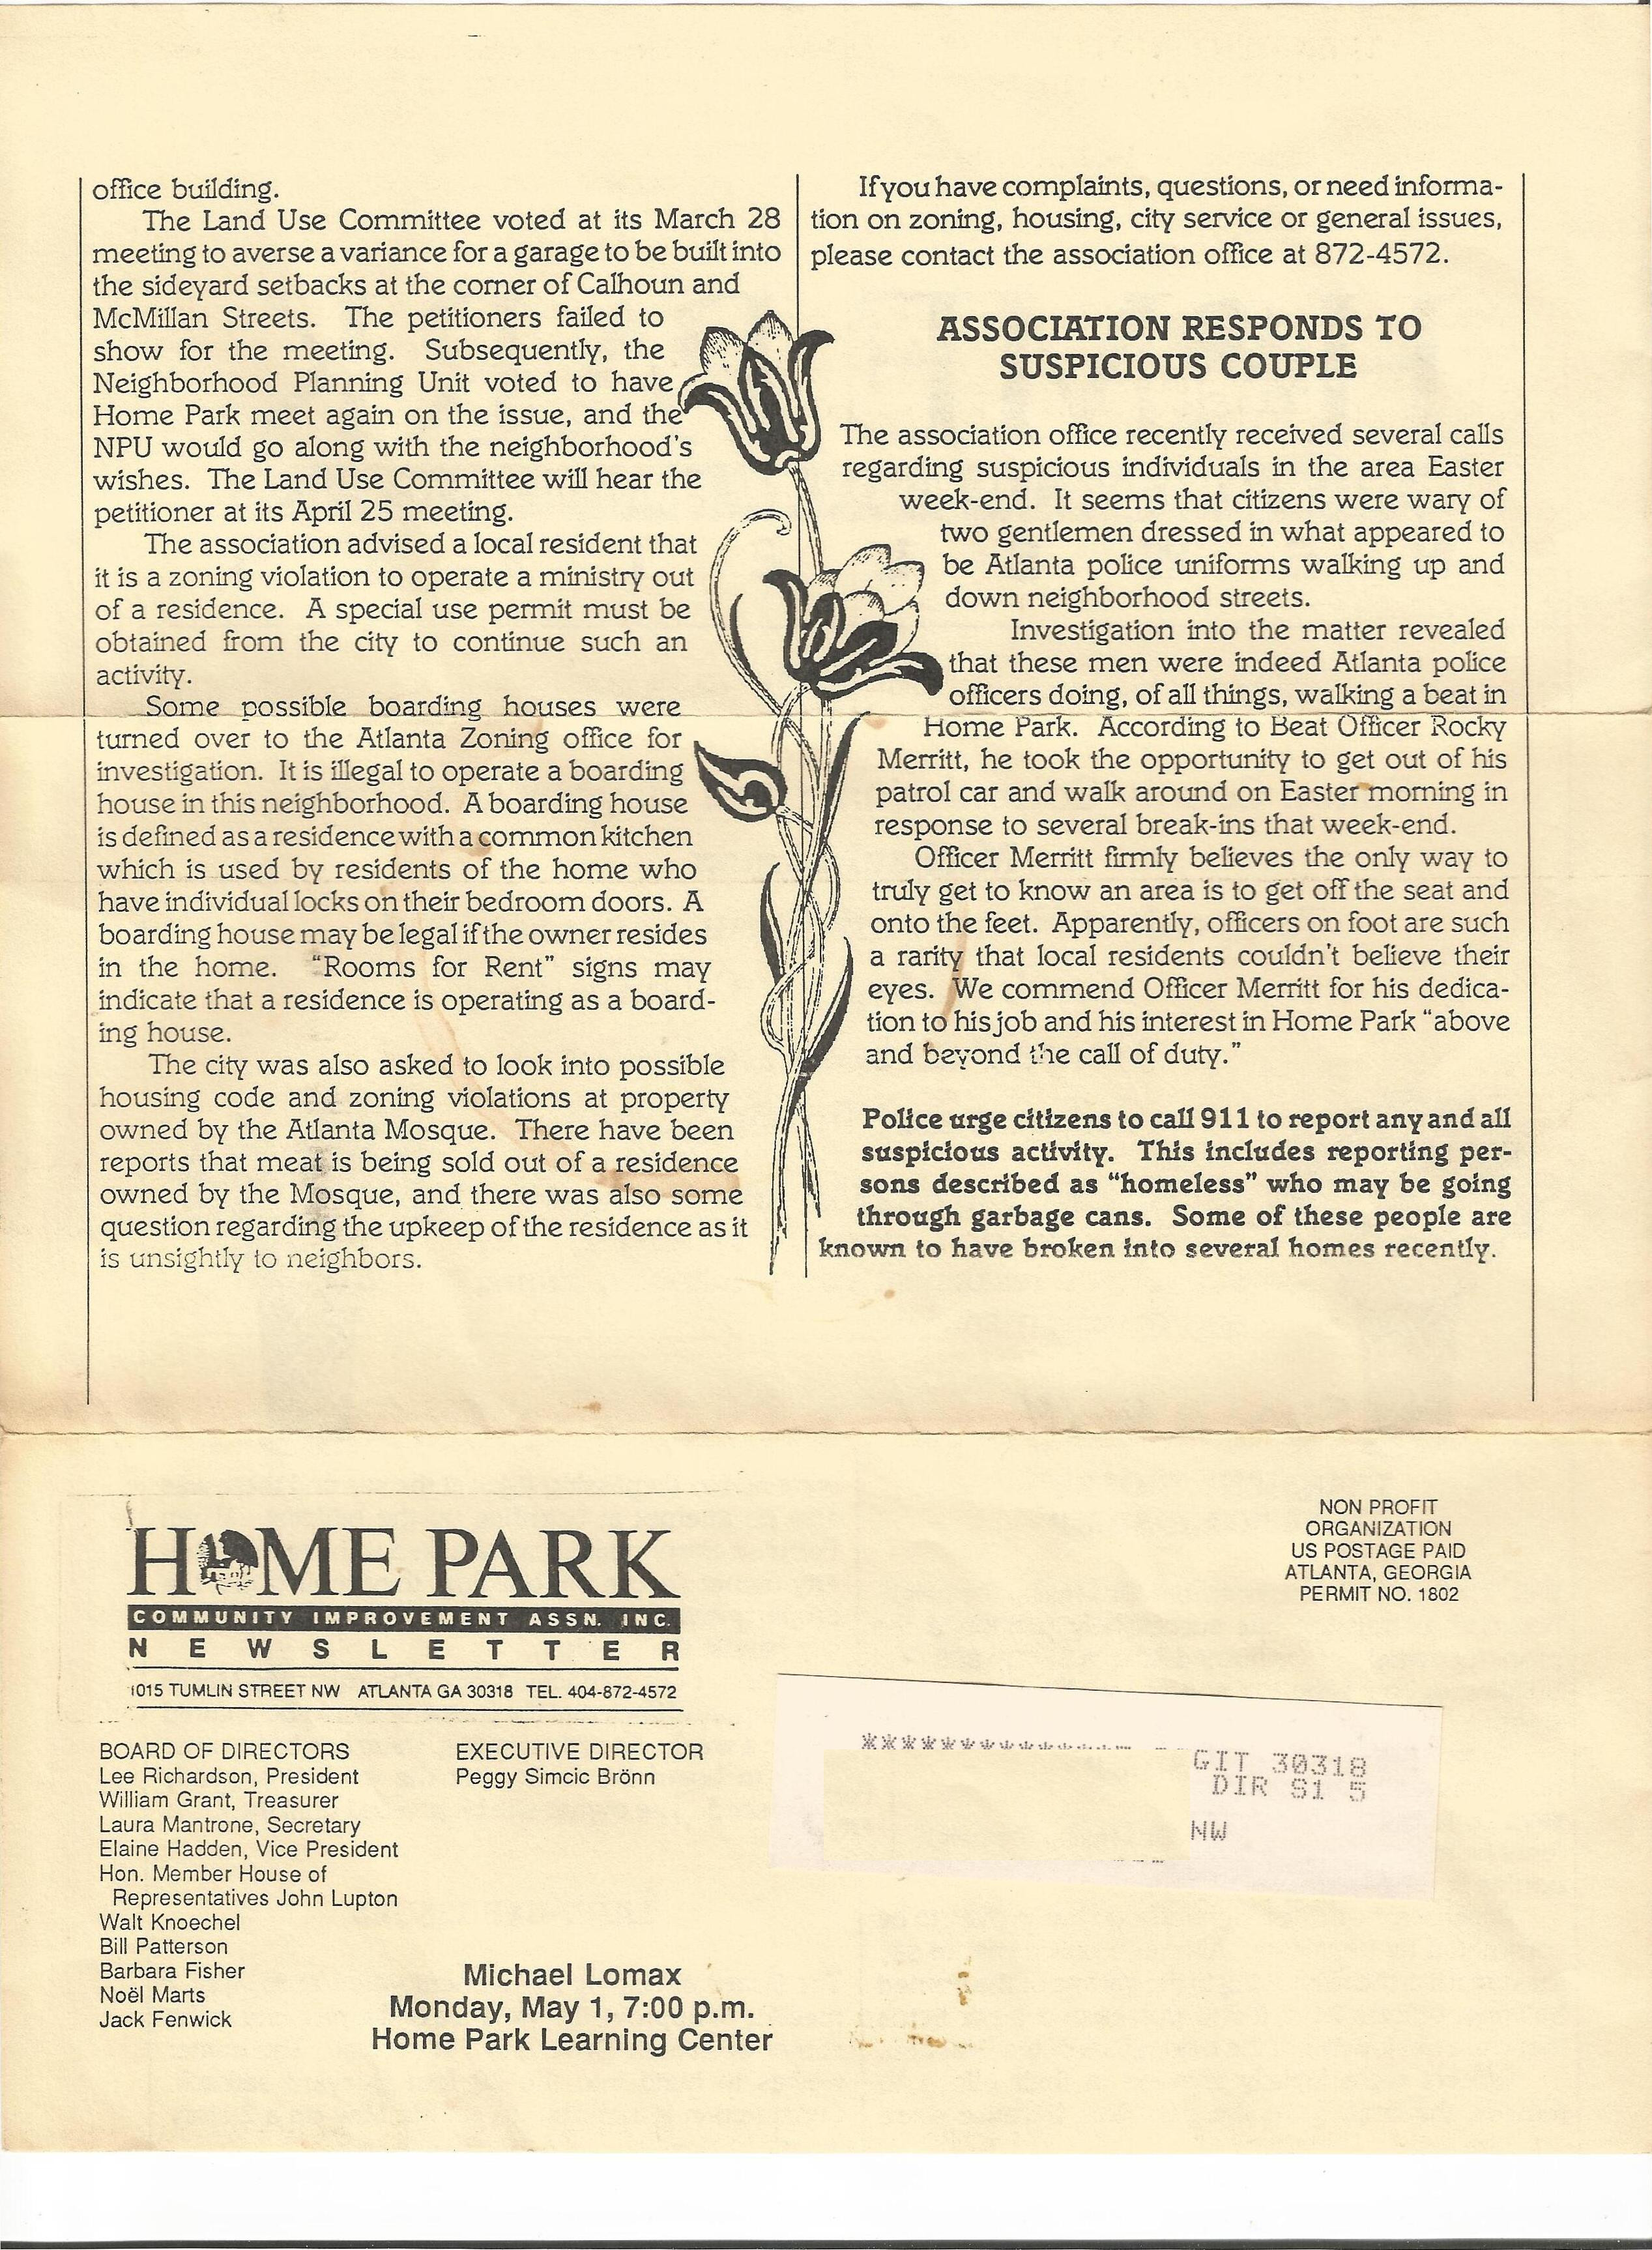 office building.
The Land Use Committee voted at its March 28
meeting to averse a variance for a garage to be built into
the sideyard setbacks at the corner of Calhoun and
McMillan Streets. The petitioners failed to
show for the meeting. Subsequently, the
Neighborhood Planning Unit voted to have
Home Park meet again on the issue, and the
NPU would go along with the neighborhood's
wishes. The Land Use Committee will hear the
petitioner at its April 25 meeting.
The association advised a local resident that
it is a zoning violation to operate a ministry out
of a residence. A special use permit must be
obtained from the city to continue such an
activity.
Some possible boarding houses were
turned over to the Atlanta Zoning office for
investigation. It is illegal to operate a boarding
house in this neighborhood. A boarding house
is defined as a residence with a common kitchen
which is used by residents of the home who
have individual locks on their bedroom doors. A
boarding house may be legal if the owner resides
in the home. "Rooms for Rent" signs may
indicate that a residence is operating as a board-
ing house.
The city was also asked to look into possible
housing code and zoning violations at property
owned by the Atlanta Mosque. There have been
reports that meat is being sold out of a residence
owned by the Mosque, and there was also some
question regarding the upkeep of the residence as it
is unsightly to neighbors.
If you have complaints, questions, or need informa-
tion on zoning, housing, city service or general issues,
please contact the association office at 872-4572.
ASSOCIATION RESPONDS TO
SUSPICIOUS COUPLE
The association office recently received several calls
regarding suspicious individuals in the area Easter
week-end. It seems that citizens were wary of
two gentlemen dressed in what appeared to
be Atlanta police uniforms walking up and
down neighborhood streets.
Investigation into the matter revealed
that these men were indeed Atlanta police
officers doing, of all things, walking a beat in
Home Park. According to Beat Officer Rocky
Merritt, he took the opportunity to get out of his
patrol car and walk around on Easter morning in
response to several break-ins that week-end.
Officer Merritt firmly believes the only way to
truly get to know an area is to get off the seat and
onto the feet. Apparently, officers on foot are such
a rarity that local residents couldn't believe their
eyes. We commend Officer Merritt for his dedica-
tion to his job and his interest in Home Park "above
and beyond the call of duty."
Police urge citizens to call 911 to report any and all
suspicious activity. This includes reporting per-
sons described as "homeless" who may be going
through garbage cans. Some of these people are
known to have broken into several homes recently.
HOME PARK
COMMUNITY IMPROVEMENT ASSN. INC.
NEWSLETTER
1015 TUMLIN STREET NW ATLANTA GA 30318 TEL. 404-872-4572
NON PROFIT
ORGANIZATION
US POSTAGE PAID
ATLANTA, GEORGIA
PERMIT NO. 1802
BOARD OF DIRECTORS
Lee Richardson, President
William Grant, Treasurer
Laura Mantrone, Secretary
Elaine Hadden, Vice President
Hon. Member House of
Representatives John Lupton
Walt Knoechel
Bill Patterson
Barbara Fisher
Noël Marts
Jack Fenwick
EXECUTIVE DIRECTOR
Peggy Simcic Brönn
GIT 30318
DIR S1 5
NW
Michael Lomax
Monday, May 1, 7:00 p.m.
Home Park Learning Center